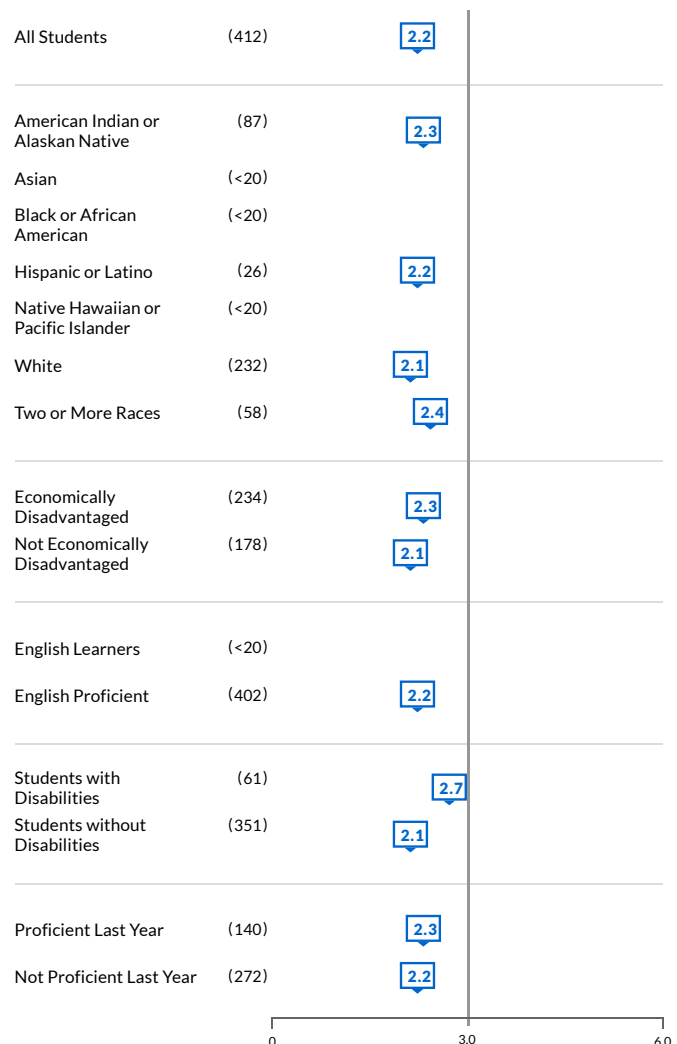 All Students (412) 2.2
American Indian or
Alaskan Native (87) 2.3
Asian (<20)
Black or African
American (<20)
Hispanic or Latino (26) 2.2
Native Hawaiian or
Pacific Islander (<20)
White (232) 2.1
Two or More Races (58) 2.4
Economically
Disadvantaged (234) 2.3
Not Economically
Disadvantaged (178) 2.1
English Learners (<20)
English Proficient (402) 2.2
Students with
Disabilities (61) 2.7
Students without
Disabilities (351) 2.1
Proficient Last Year (140) 2.3
Not Proficient Last Year (272) 2.2
0 3.0 6.0